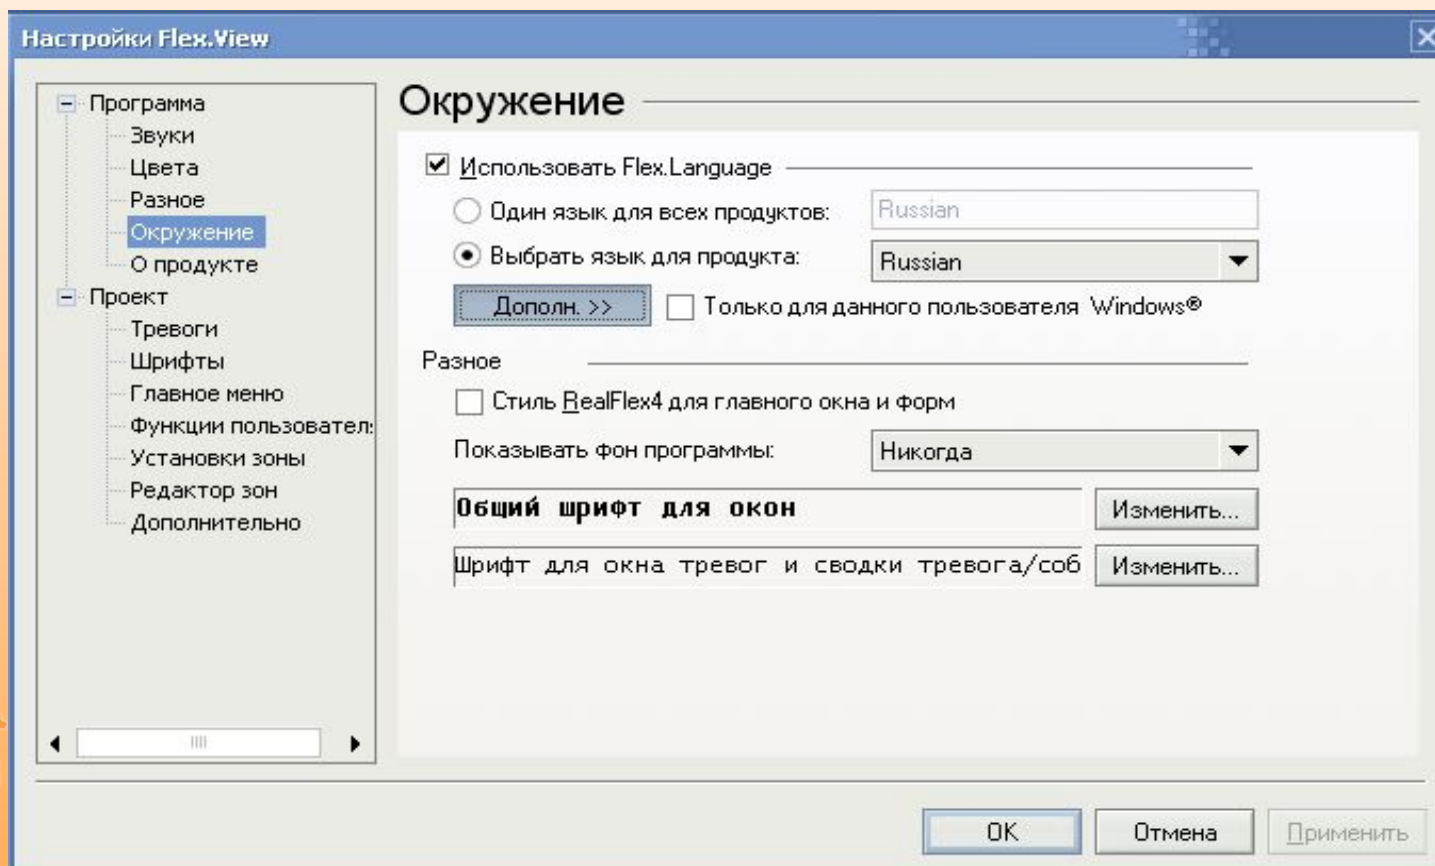 Настройки Flex.View
Программа
Звуки
Цвета
Разное
Окружение
О продукте
Проект
Тревоги
Шрифты
Главное меню
Функции пользовател
Установки зоны
Редактор зон
Дополнительно
Окружение
Использовать Flex.Language
Один язык для всех продуктов: Russian
Выбрать язык для продукта: Russian
Дополн. >> Только для данного пользователя Windows®
Разное
Стиль RealFlex4 для главного окна и форм
Показывать фон программы: Никогда
Общий шрифт для окон Изменить...
Шрифт для окна тревог и сводки тревога/соб Изменить...
OK Отмена Применить